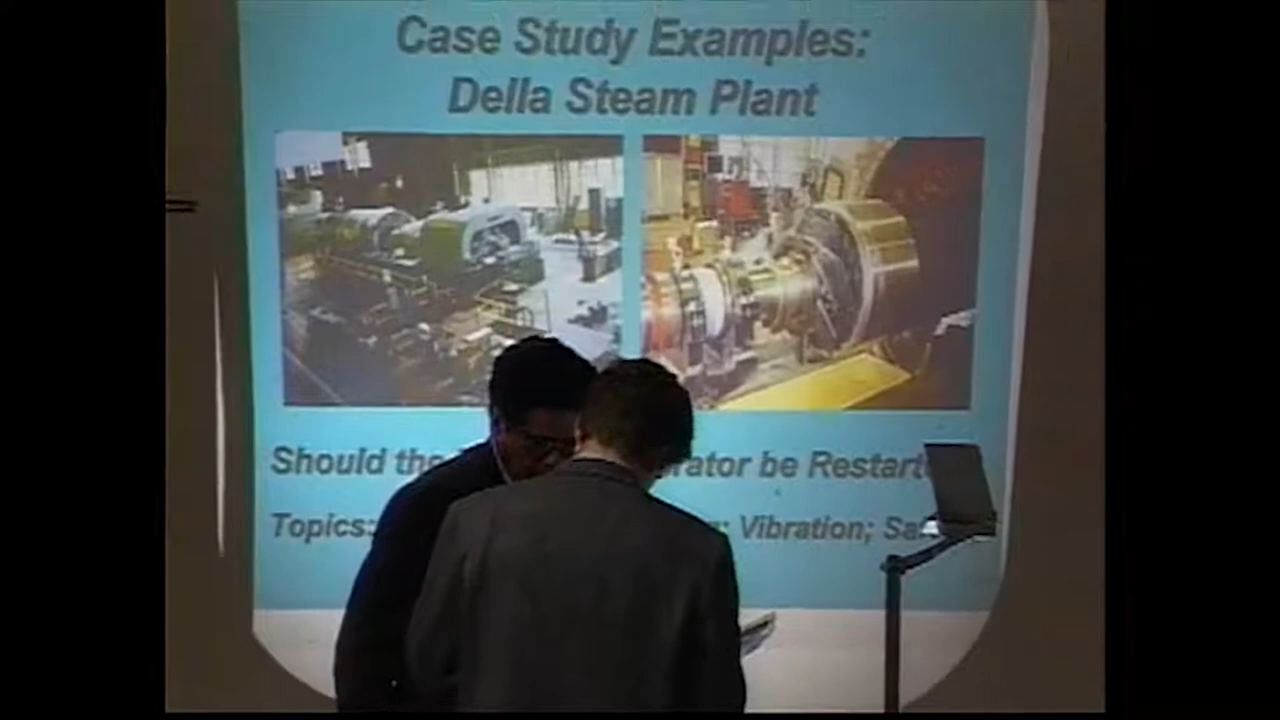 Case Study Examples:
Della Steam Plant
Should the rator be Restart
Topics: Vibration; Sa